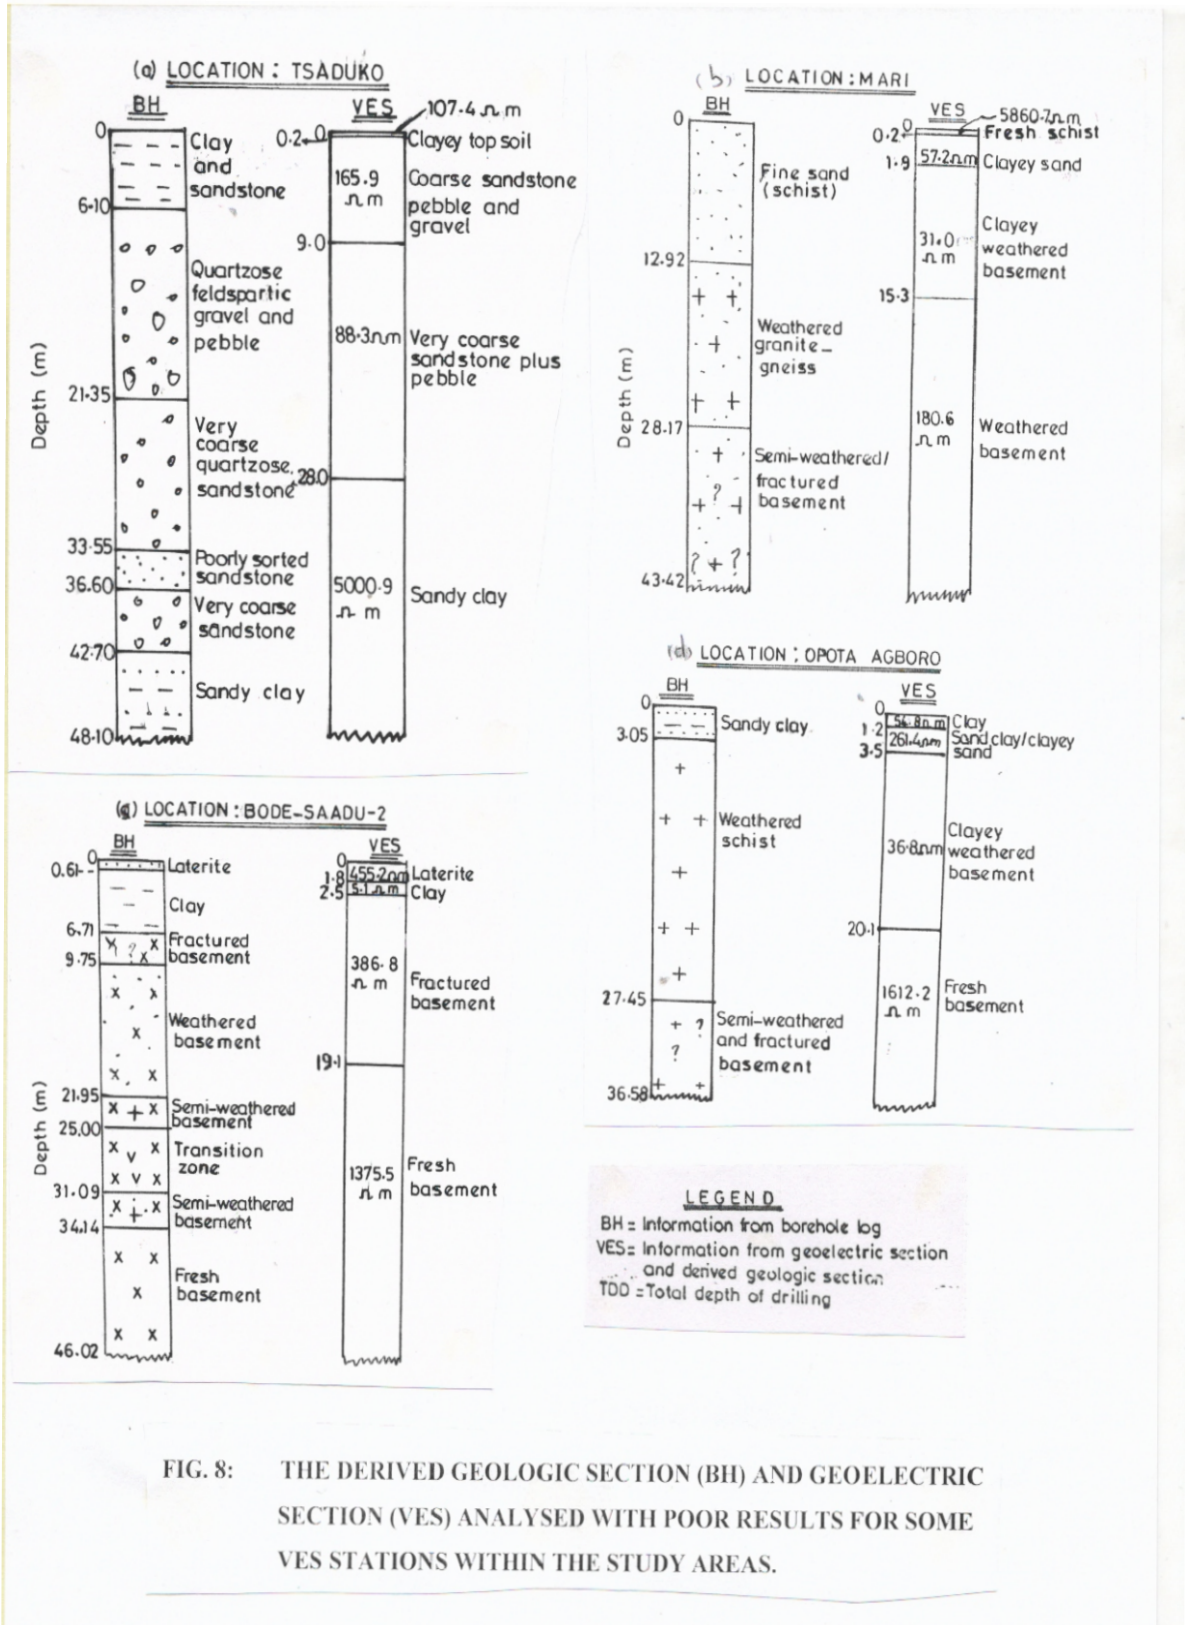 (a) LOCATION : TSADUKO
BH
VES
107.4 Ω m
0
Clay
and
sandstone
6.10
Quartzose
feldspartic
gravel and
pebble
21.35
Very
coarse
quartzose
sandstone
33.55
Poorly sorted
sandstone
36.60
Very coarse
sandstone
42.70
Sandy clay
48.10
Depth (m)
0
0.2
Clayey top soil
165.9
Ω m
Coarse sandstone
pebble and
gravel
9.0
88.3Ωm
Very coarse
sandstone plus
pebble
28.0
5000.9
Ω m
Sandy clay
(b) LOCATION : MARI
BH
VES
5860.7Ωm
0
Fine sand
(schist)
12.92
Weathered
granite-
gneiss
28.17
Semi-weathered/
fractured
basement
?
? ?
43.42
Depth (m)
0
0.2
Fresh schist
57.2Ωm
1.9
Clayey sand
31.0
Ω m
Clayey
weathered
basement
15.3
180.6
Ω m
Weathered
basement
(g) LOCATION : BODE-SAADU-2
BH
VES
0
Laterite
0.61
Clay
6.71
?
Fractured
basement
9.75
Weathered
basement
21.95
Semi-weathered
basement
25.00
Transition
zone
31.09
Semi-weathered
basement
34.14
Fresh
basement
46.02
Depth (m)
0
455.2Ωm
Laterite
1.8
5.1 Ω m
Clay
2.5
386.8
Ω m
Fractured
basement
19.1
1375.5
Ω m
Fresh
basement
(d) LOCATION : OPOTA AGBORO
BH
VES
0
Sandy clay
3.05
Weathered
schist
27.45
?
?
Semi-weathered
and fractured
basement
36.58
0
54.8Ω m
Clay
1.2
261.4Ωm
Sand clay/clayey
sand
3.5
36.8Ωm
Clayey
weathered
basement
20.1
1612.2
Ω m
Fresh
basement
LEGEND
BH = Information from borehole log
VES= Information from geoelectric section
and derived geologic section
TDD =Total depth of drilling
FIG. 8: THE DERIVED GEOLOGIC SECTION (BH) AND GEOELECTRIC
SECTION (VES) ANALYSED WITH POOR RESULTS FOR SOME
VES STATIONS WITHIN THE STUDY AREAS.